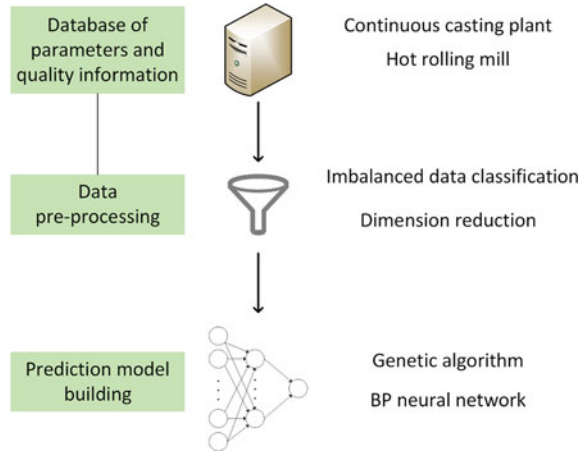 Database of
parameters and
quality information
Continuous casting plant
Hot rolling mill
Data
pre-processing
Imbalanced data classification
Dimension reduction
Prediction model
building
Genetic algorithm
BP neural network